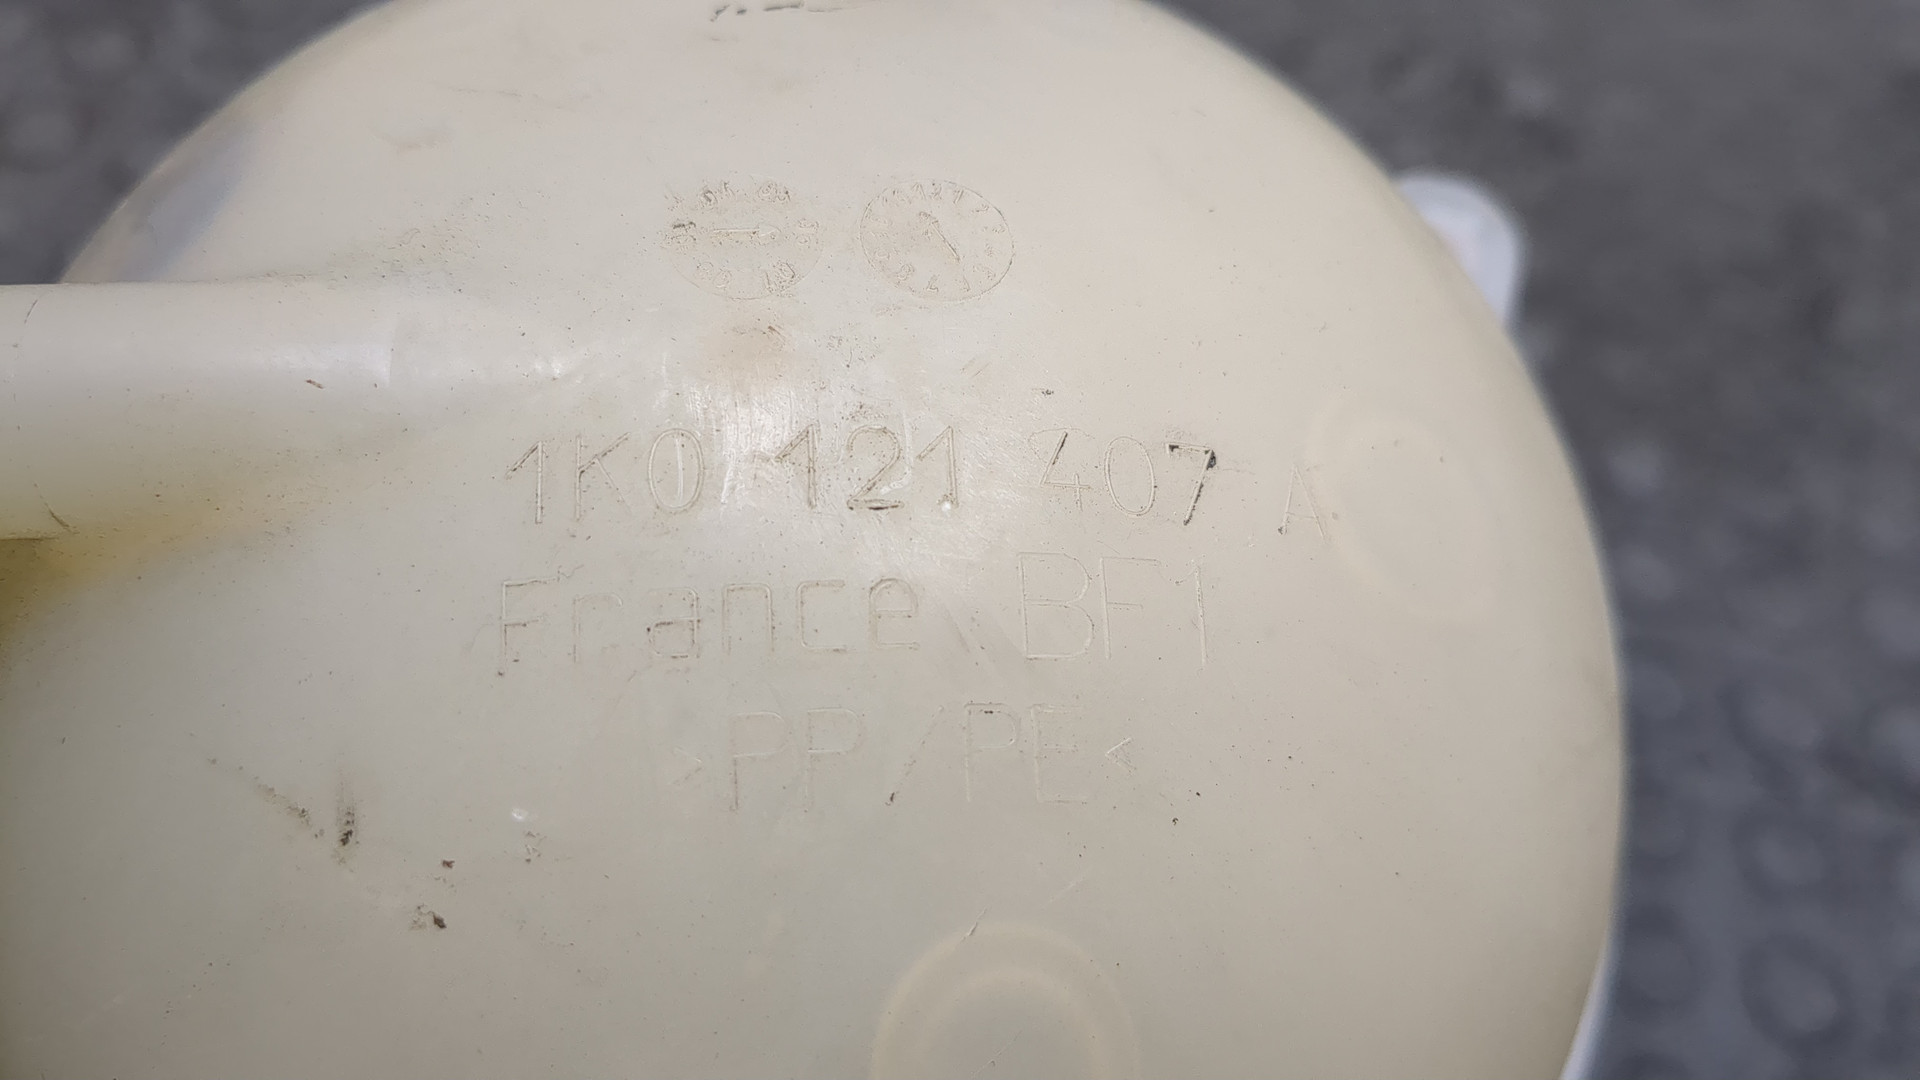 1K0 121 407 A
France BF1
>PP/PE<